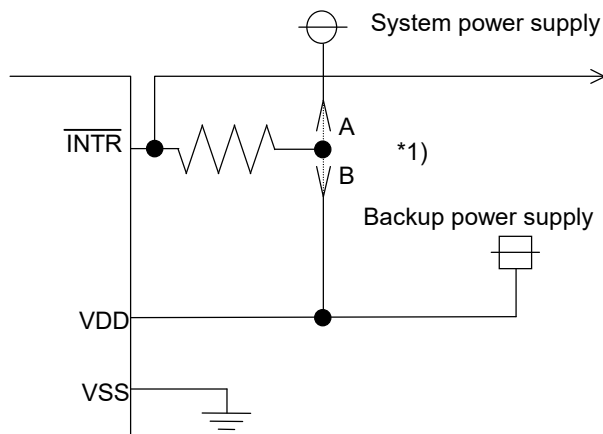 System power supply
A
INTR
*1)
B
Backup power supply
VDD
VSS